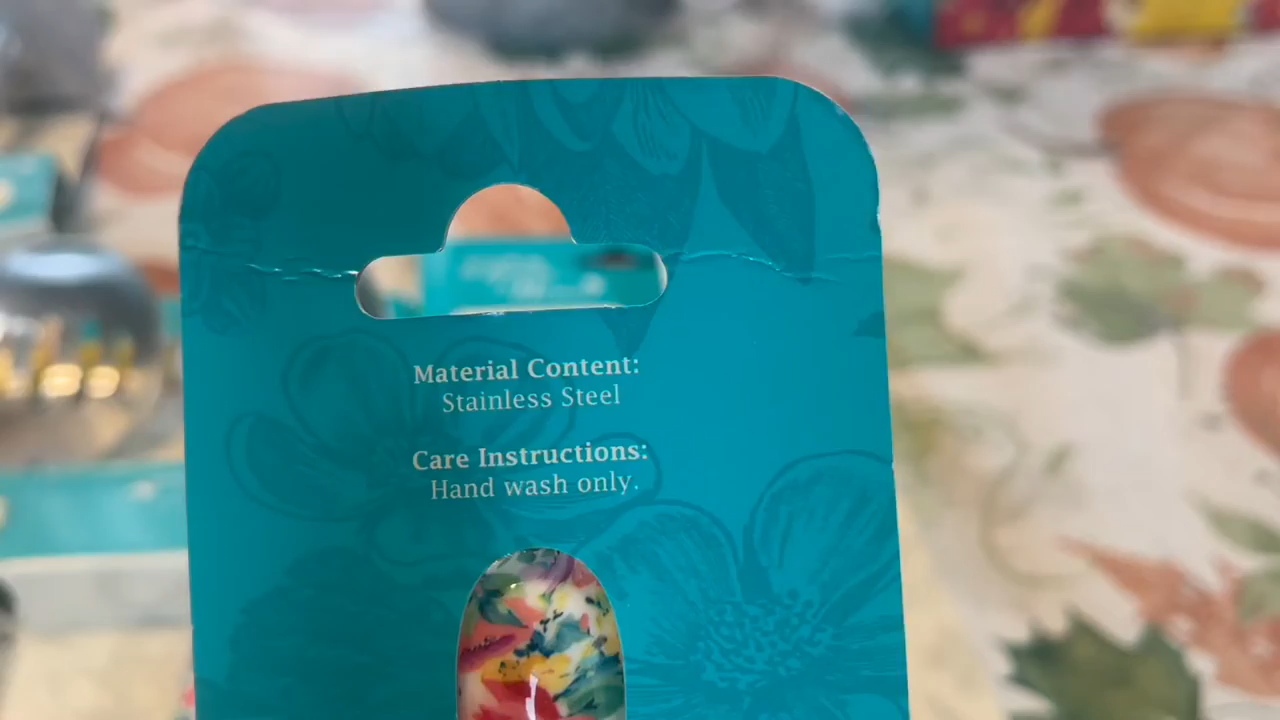 Material Content:
Stainless Steel
Care Instructions:
Hand wash only.